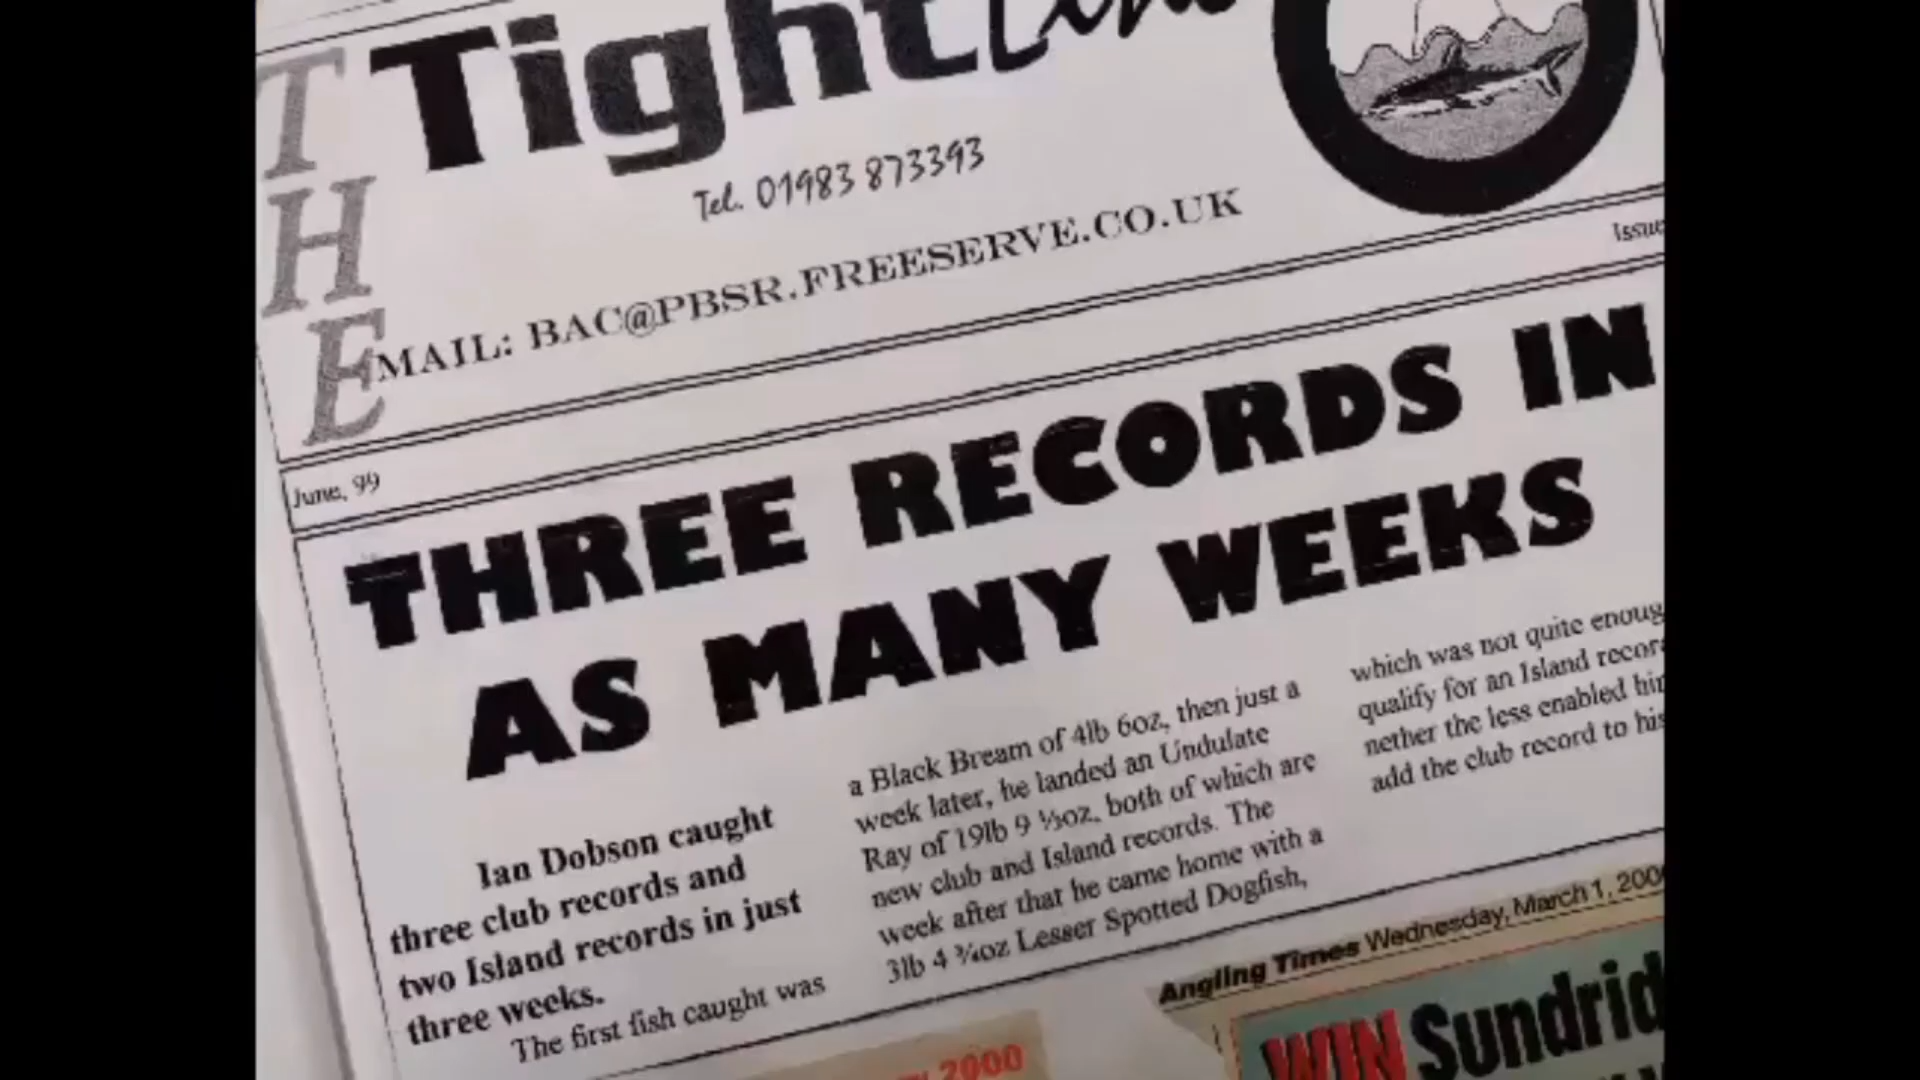 THE
Tight
Tel. 01983 873393
EMAIL: BAC@PBSR.FREESERVE.CO.UK
Issue
June, 99
THREE RECORDS IN
AS MANY WEEKS
Ian Dobson caught
three club records and
two Island records in just
three weeks.
The first fish caught was
a Black Bream of 4lb 6oz, then just a
week later, he landed an Undulate
Ray of 19lb 9 ½oz, both of which are
new club and Island records. The
week after that he came home with a
3lb 4 ¾oz Lesser Spotted Dogfish,
which was not quite enoug
qualify for an Island recor
nether the less enabled hi
add the club record to his
Angling Times Wednesday, March 1, 200
WIN Sundrid
2000